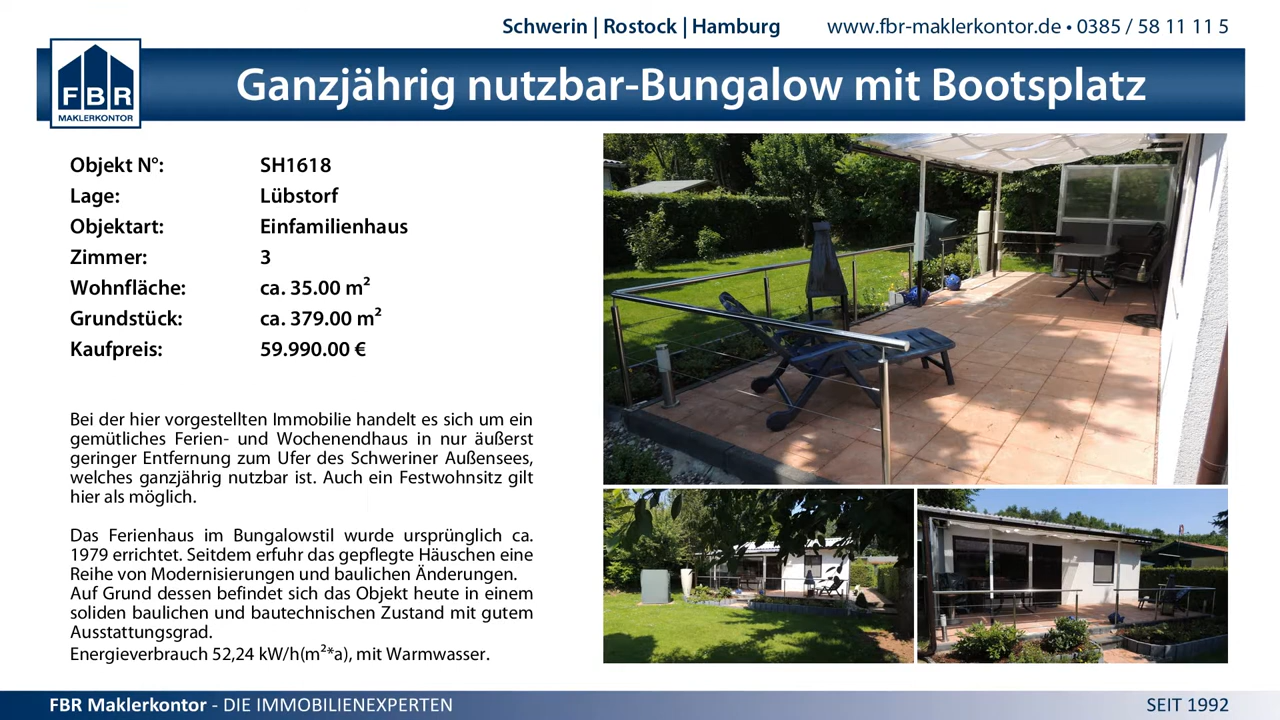 Schwerin | Rostock | Hamburg www.fbr-maklerkontor.de • 0385 / 58 11 11 5
FBR
MAKLERKONTOR
Ganzjährig nutzbar-Bungalow mit Bootsplatz
Objekt N°: SH1618
Lage: Lübstorf
Objektart: Einfamilienhaus
Zimmer: 3
Wohnfläche: ca. 35.00 m²
Grundstück: ca. 379.00 m²
Kaufpreis: 59.990.00 €
Bei der hier vorgestellten Immobilie handelt es sich um ein
gemütliches Ferien- und Wochenendhaus in nur äußerst
geringer Entfernung zum Ufer des Schweriner Außensees,
welches ganzjährig nutzbar ist. Auch ein Festwohnsitz gilt
hier als möglich.
Das Ferienhaus im Bungalowstil wurde ursprünglich ca.
1979 errichtet. Seitdem erfuhr das gepflegte Häuschen eine
Reihe von Modernisierungen und baulichen Änderungen.
Auf Grund dessen befindet sich das Objekt heute in einem
soliden baulichen und bautechnischen Zustand mit gutem
Ausstattungsgrad.
Energieverbrauch 52,24 kW/h(m²*a), mit Warmwasser.
FBR Maklerkontor - DIE IMMOBILIENEXPERTEN SEIT 1992